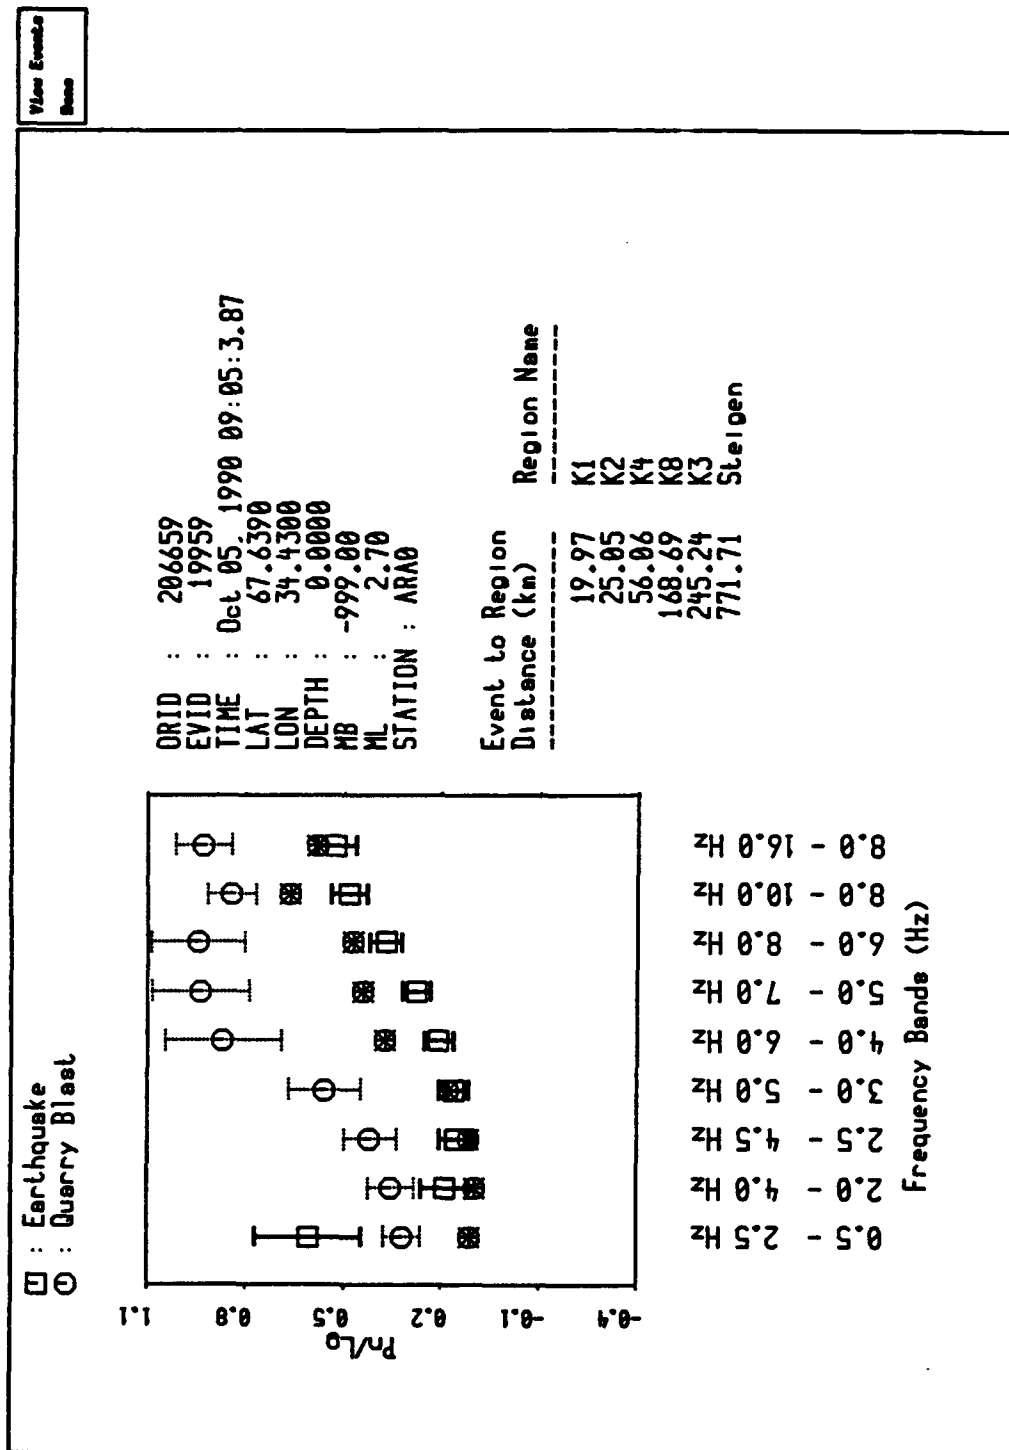 View Events
Done
□ : Earthquake
○ : Quarry Blast
Pn/Lg
1.1
0.8
0.5
0.2
-0.1
-0.4
0.5 - 2.5 Hz
2.0 - 4.0 Hz
2.5 - 4.5 Hz
3.0 - 5.0 Hz
4.0 - 6.0 Hz
5.0 - 7.0 Hz
6.0 - 8.0 Hz
8.0 - 10.0 Hz
8.0 - 16.0 Hz
Frequency Bands (Hz)
ORID : 206659
EVID : 19959
TIME : Oct 05, 1990 09:05:3.87
LAT : 67.6390
LON : 34.4300
DEPTH : 0.0000
MB : -999.00
ML : 2.70
STATION : ARA0
Event to Region
Distance (km) Region Name
------------- -----------
19.97 K1
25.05 K2
56.06 K4
168.69 K8
245.24 K3
771.71 Steigen